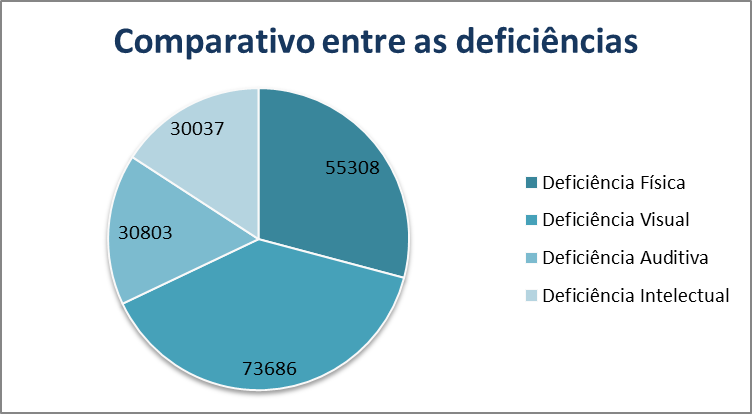 Comparativo entre as deficiências
30037
55308
30803
73686
Deficiência Física
Deficiência Visual
Deficiência Auditiva
Deficiência Intelectual